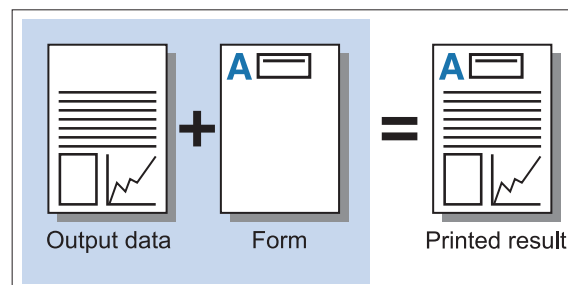 A
+
A
=
A
Output data
Form
Printed result